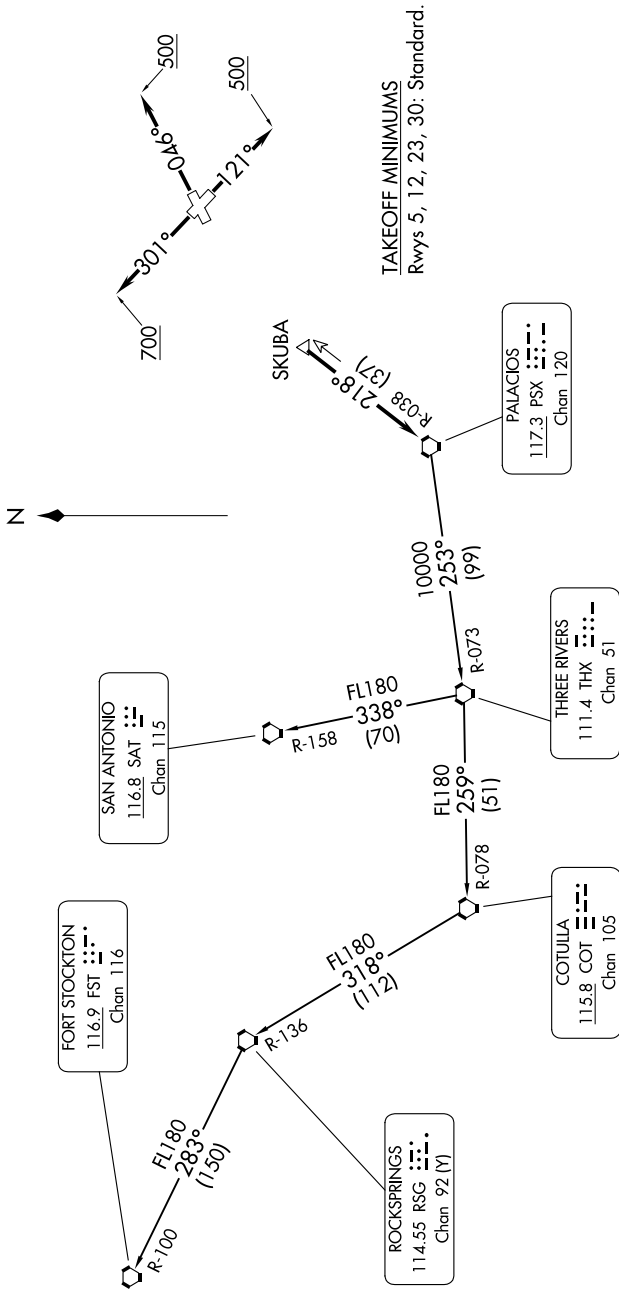 N
700
301°
046°
500
121°
500
TAKEOFF MINIMUMS
Rwys 5, 12, 23, 30: Standard.
SKUBA
218°
(37)
R-038
PALACIOS
117.3 PSX
Chan 120
10000
253°
(99)
R-073
THREE RIVERS
111.4 THX
Chan 51
SAN ANTONIO
116.8 SAT
Chan 115
FL180
338°
(70)
R-158
FL180
259°
(51)
R-078
COTULLA
115.8 COT
Chan 105
FL180
318°
(112)
R-136
ROCKSPRINGS
114.55 RSG
Chan 92 (Y)
FL180
283°
(150)
R-100
FORT STOCKTON
116.9 FST
Chan 116